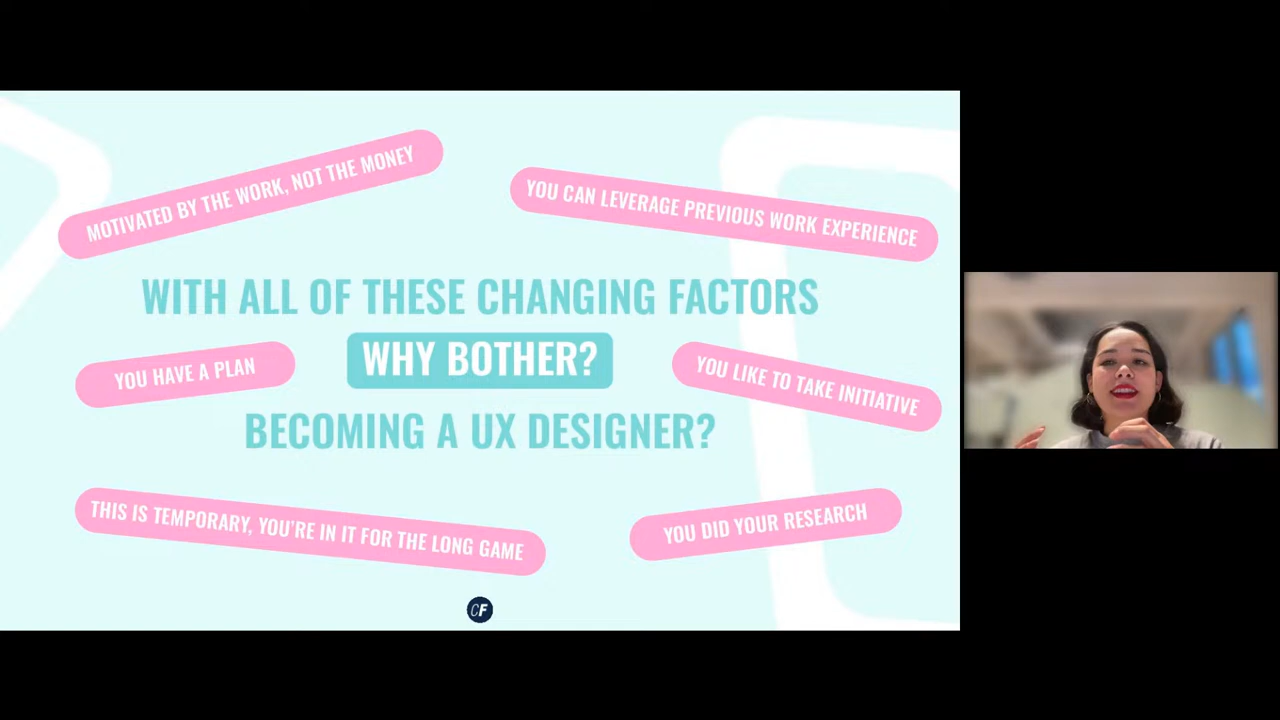 MOTIVATED BY THE WORK, NOT THE MONEY
YOU CAN LEVERAGE PREVIOUS WORK EXPERIENCE
WITH ALL OF THESE CHANGING FACTORS
WHY BOTHER?
YOU HAVE A PLAN
YOU LIKE TO TAKE INITIATIVE
BECOMING A UX DESIGNER?
THIS IS TEMPORARY, YOU'RE IN IT FOR THE LONG GAME
YOU DID YOUR RESEARCH
CF